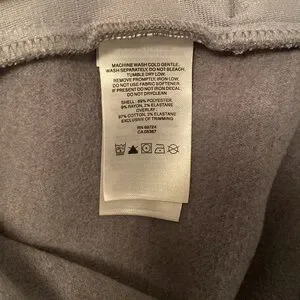 MACHINE WASH COLD GENTLE.
WASH SEPARATELY. DO NOT BLEACH.
TUMBLE DRY LOW.
REMOVE PROMPTLY. IRON LOW.
DO NOT USE FABRIC SOFTENER.
IF PRESENT DO NOT IRON DECAL.
DO NOT DRYCLEAN
SHELL: 89% POLYESTER
9% RAYON, 2% ELASTANE
OVERLAY:
97% COTTON, 3% ELASTANE
EXCLUSIVE OF TRIMMING
RN 69724
CA 05367